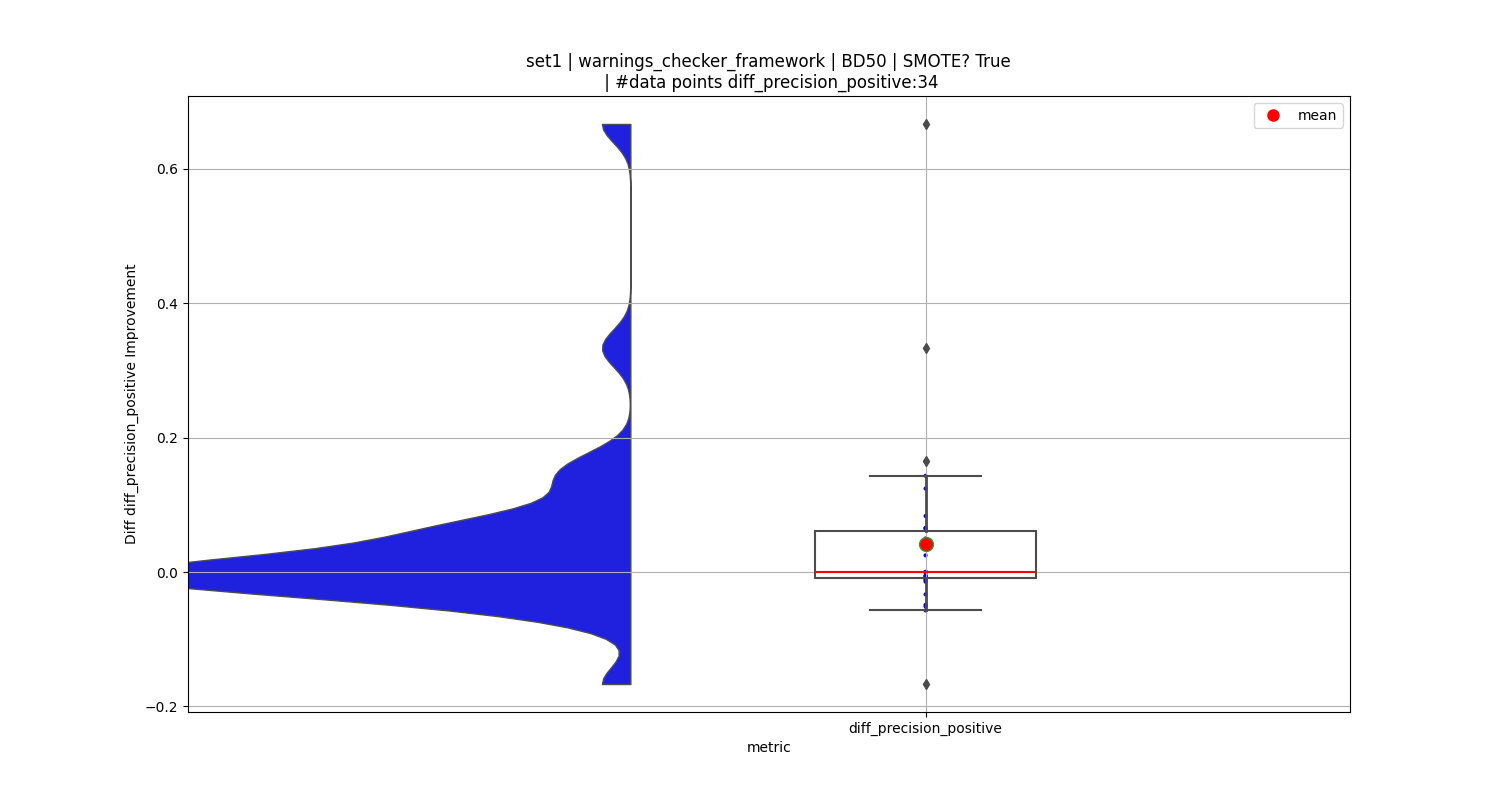 set1 | warnings_checker_framework | BD50 | SMOTE? True
| #data points diff_precision_positive:34
mean
Diff diff_precision_positive Improvement
0.6
0.4
0.2
0.0
−0.2
diff_precision_positive
metric